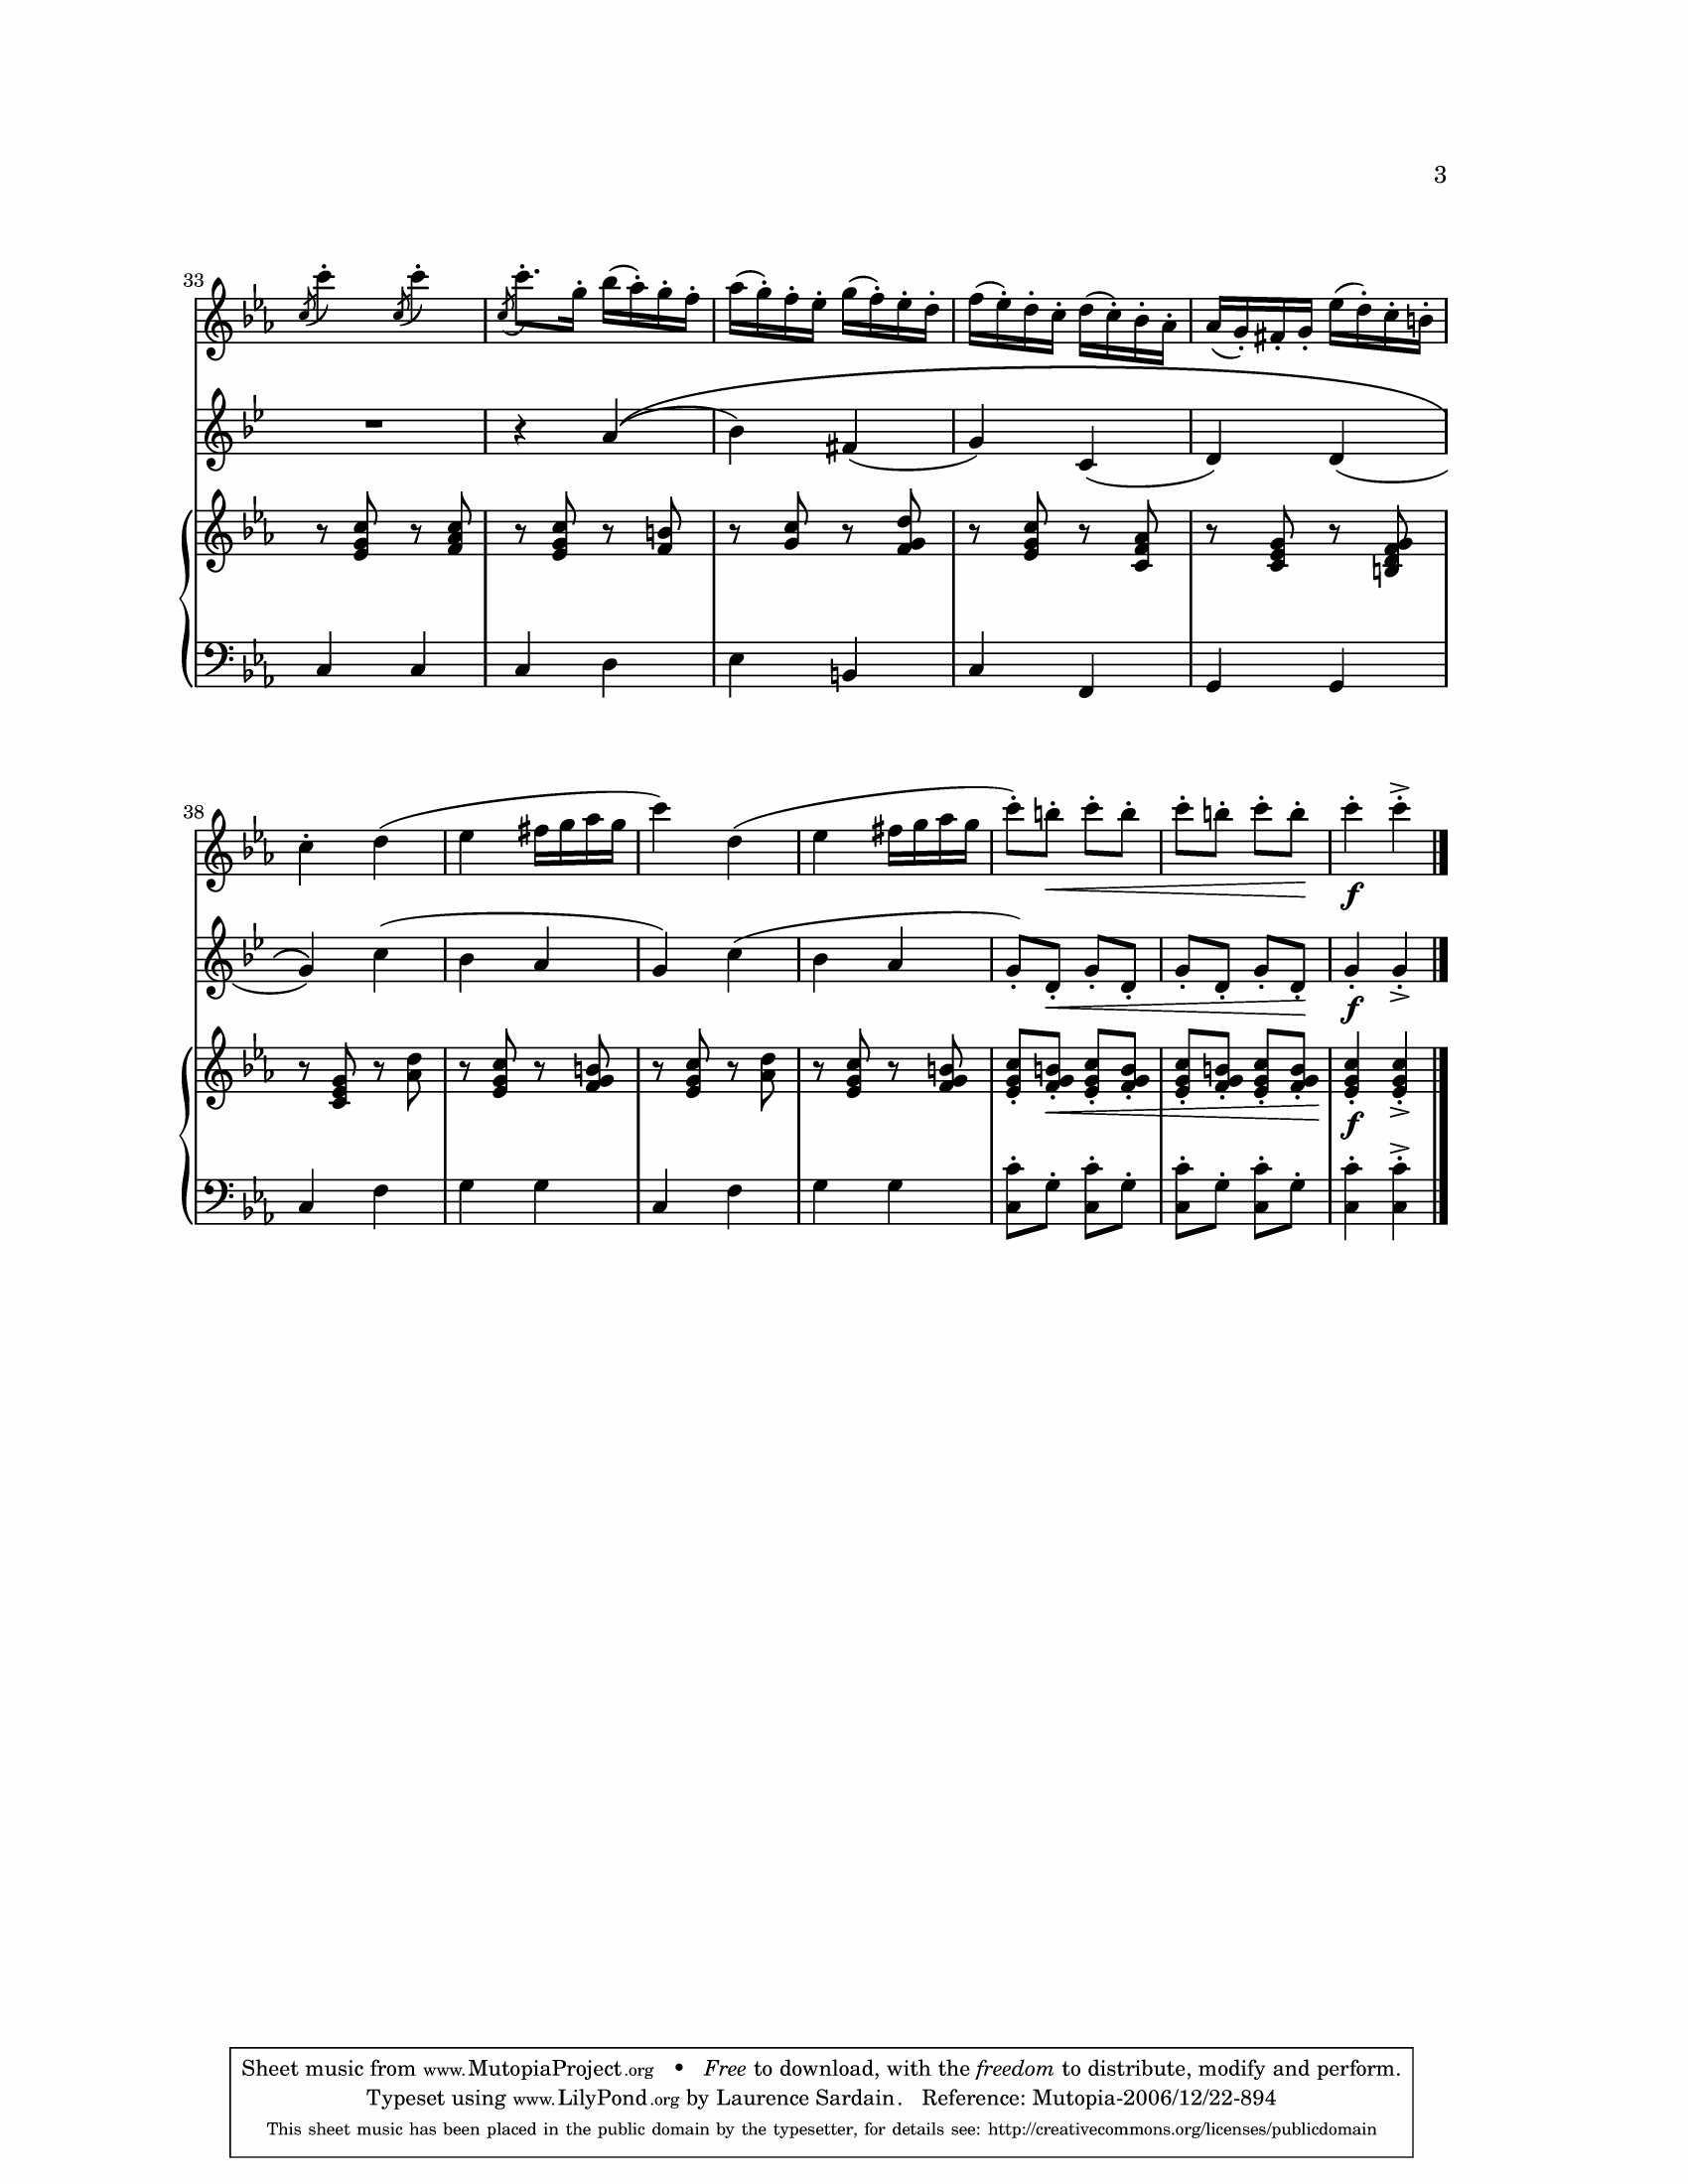 3
33
38
f
f
f
Sheet music from www.MutopiaProject.org • Free to download, with the freedom to distribute, modify and perform.
Typeset using www.LilyPond.org by Laurence Sardain. Reference: Mutopia-2006/12/22-894
This sheet music has been placed in the public domain by the typesetter, for details see: http://creativecommons.org/licenses/publicdomain